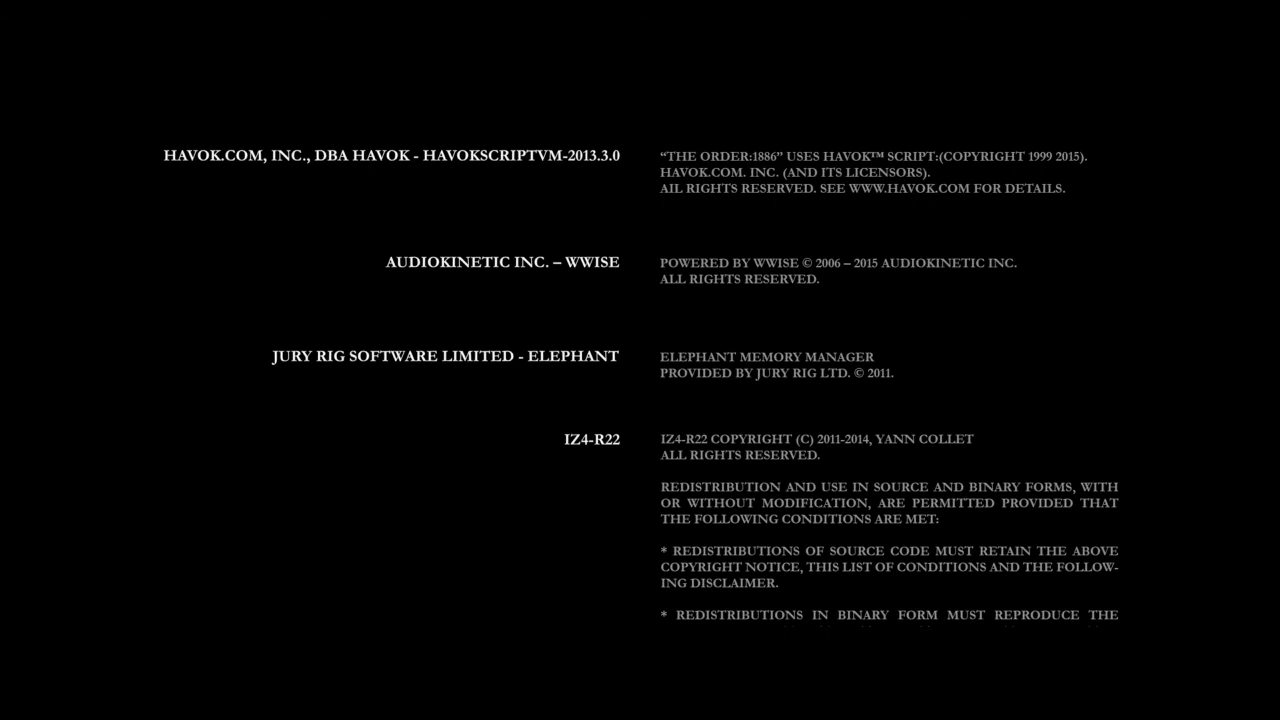 HAVOK.COM, INC., DBA HAVOK - HAVOKSCRIPTVM-2013.3.0
“THE ORDER:1886” USES HAVOK™ SCRIPT:(COPYRIGHT 1999 2015).
HAVOK.COM. INC. (AND ITS LICENSORS).
AIL RIGHTS RESERVED. SEE WWW.HAVOK.COM FOR DETAILS.
AUDIOKINETIC INC. – WWISE
POWERED BY WWISE © 2006 – 2015 AUDIOKINETIC INC.
ALL RIGHTS RESERVED.
JURY RIG SOFTWARE LIMITED - ELEPHANT
ELEPHANT MEMORY MANAGER
PROVIDED BY JURY RIG LTD. © 2011.
IZ4-R22
IZ4-R22 COPYRIGHT (C) 2011-2014, YANN COLLET
ALL RIGHTS RESERVED.
REDISTRIBUTION AND USE IN SOURCE AND BINARY FORMS, WITH
OR WITHOUT MODIFICATION, ARE PERMITTED PROVIDED THAT
THE FOLLOWING CONDITIONS ARE MET:
* REDISTRIBUTIONS OF SOURCE CODE MUST RETAIN THE ABOVE
COPYRIGHT NOTICE, THIS LIST OF CONDITIONS AND THE FOLLOW-
ING DISCLAIMER.
* REDISTRIBUTIONS IN BINARY FORM MUST REPRODUCE THE